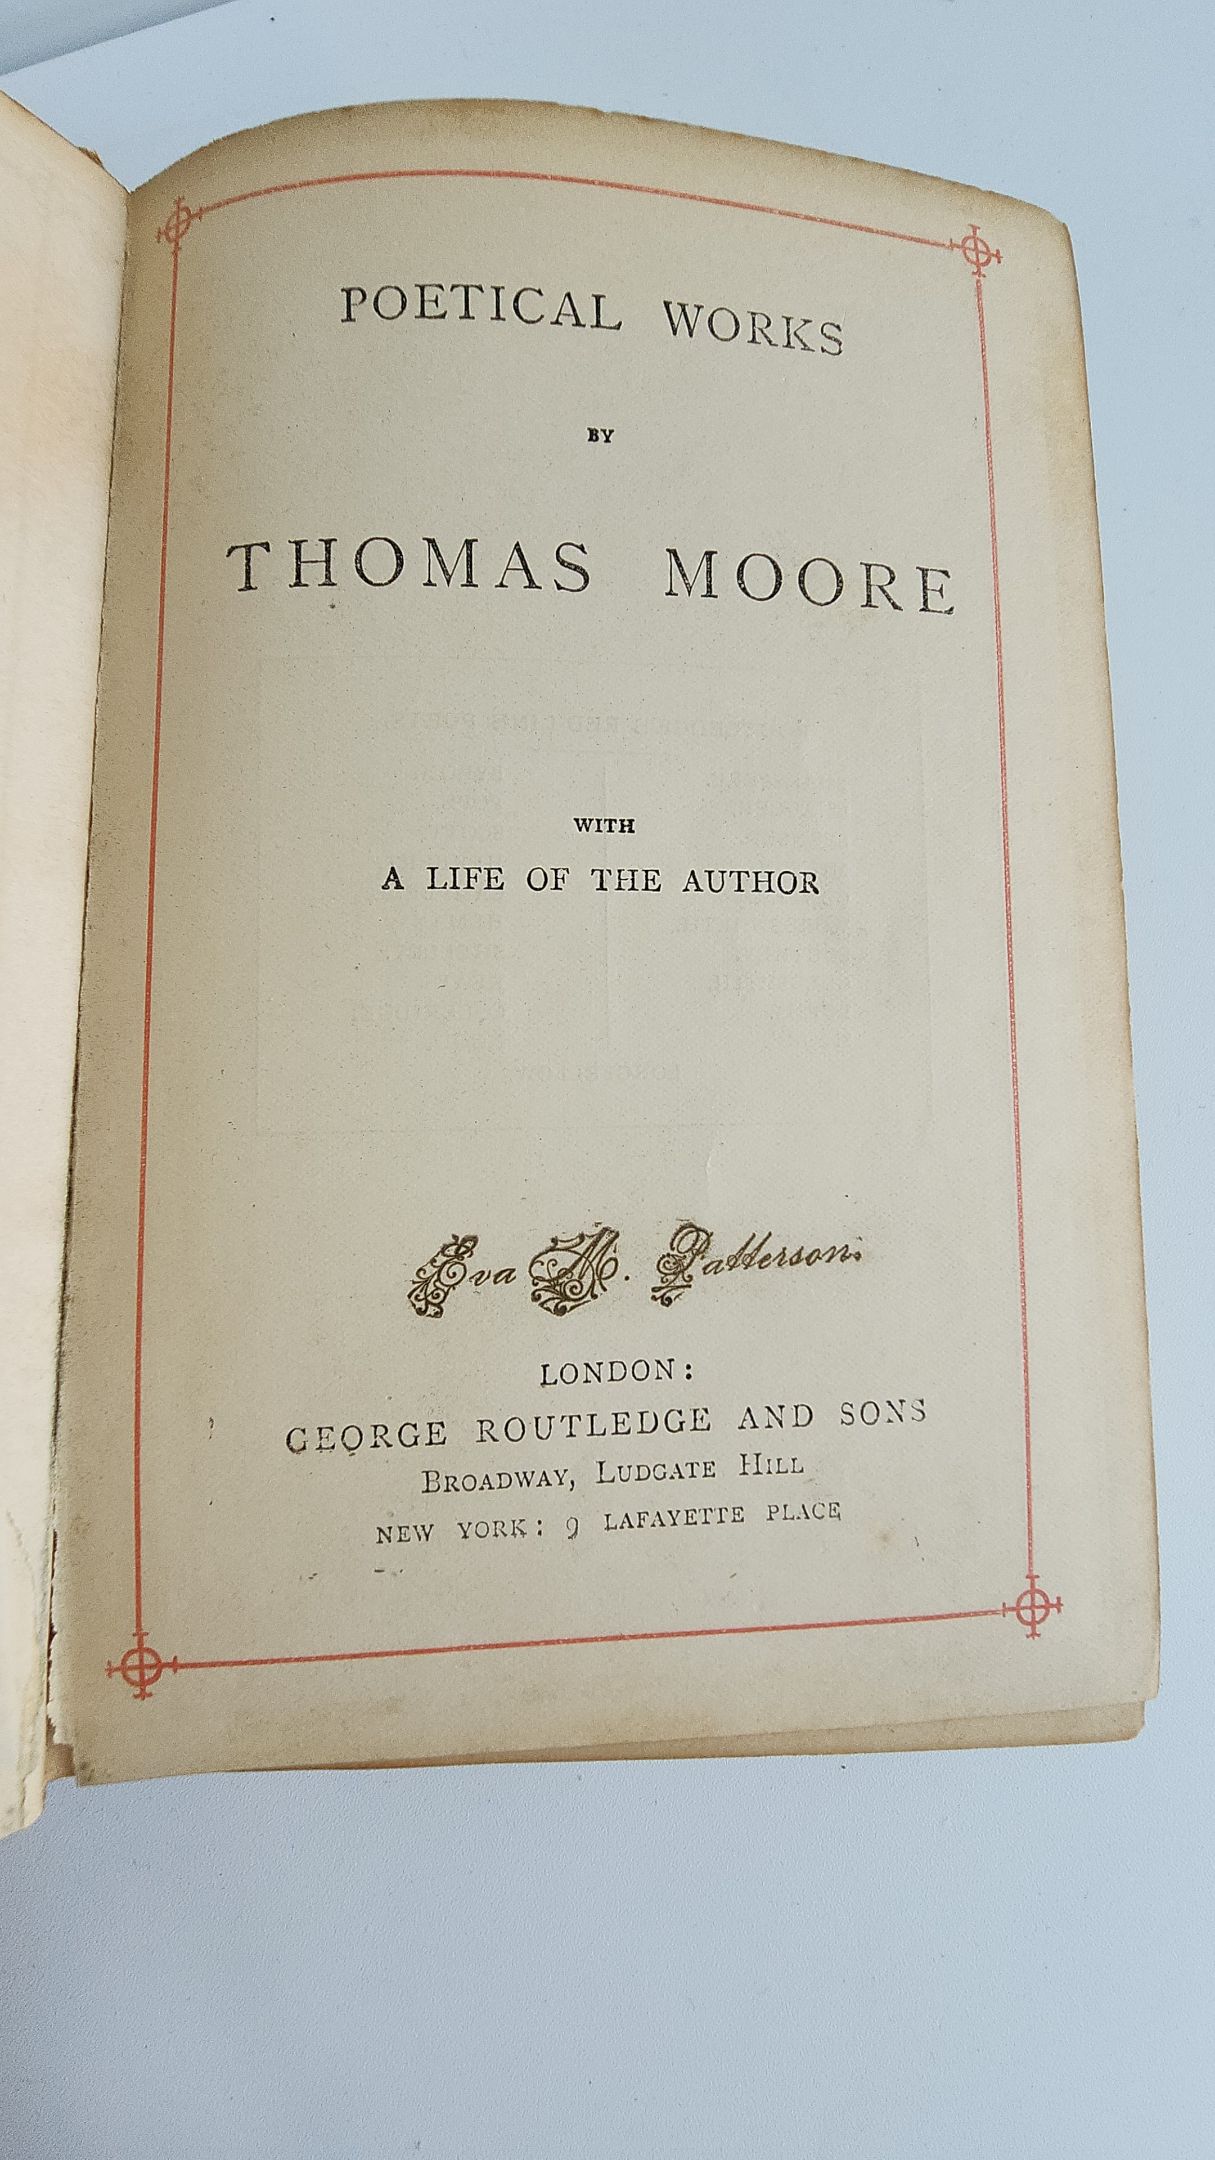 POETICAL WORKS
BY
THOMAS MOORE
WITH
A LIFE OF THE AUTHOR
Eva M. Patterson.
LONDON:
GEORGE ROUTLEDGE AND SONS
BROADWAY, LUDGATE HILL
NEW YORK: 9 LAFAYETTE PLACE